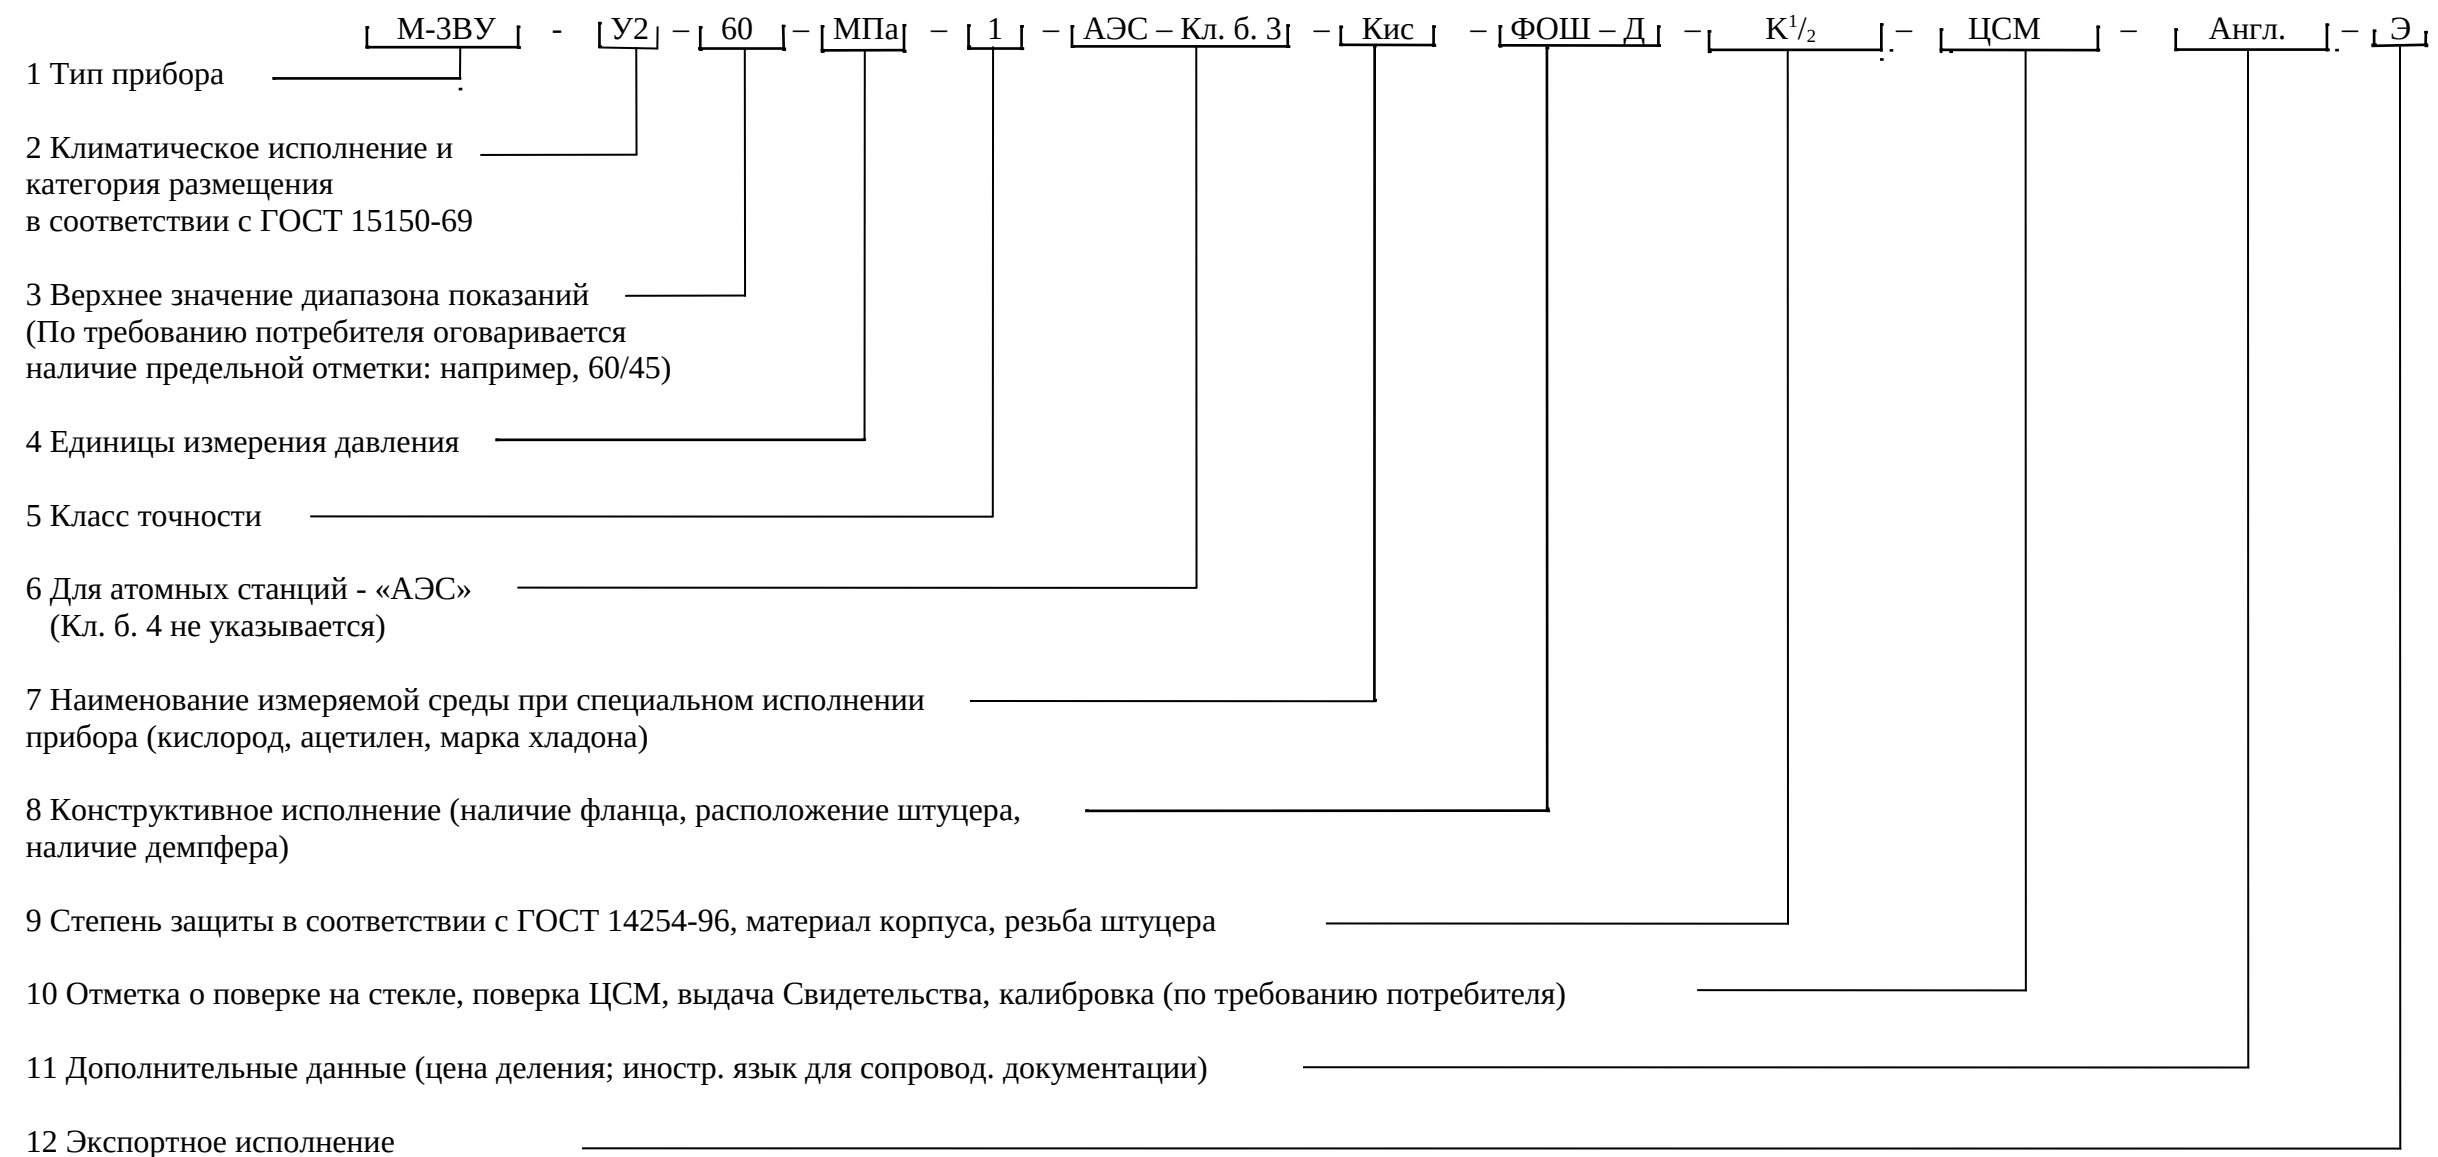 М-3ВУ - У2 – 60 – МПа – 1 – АЭС – Кл. б. 3 – Кис – ФОШ – Д – К¹/₂ – ЦСМ – Англ. – Э
1 Тип прибора
2 Климатическое исполнение и
категория размещения
в соответствии с ГОСТ 15150-69
3 Верхнее значение диапазона показаний
(По требованию потребителя оговаривается
наличие предельной отметки: например, 60/45)
4 Единицы измерения давления
5 Класс точности
6 Для атомных станций - «АЭС»
(Кл. б. 4 не указывается)
7 Наименование измеряемой среды при специальном исполнении
прибора (кислород, ацетилен, марка хладона)
8 Конструктивное исполнение (наличие фланца, расположение штуцера,
наличие демпфера)
9 Степень защиты в соответствии с ГОСТ 14254-96, материал корпуса, резьба штуцера
10 Отметка о поверке на стекле, поверка ЦСМ, выдача Свидетельства, калибровка (по требованию потребителя)
11 Дополнительные данные (цена деления; иностр. язык для сопровод. документации)
12 Экспортное исполнение